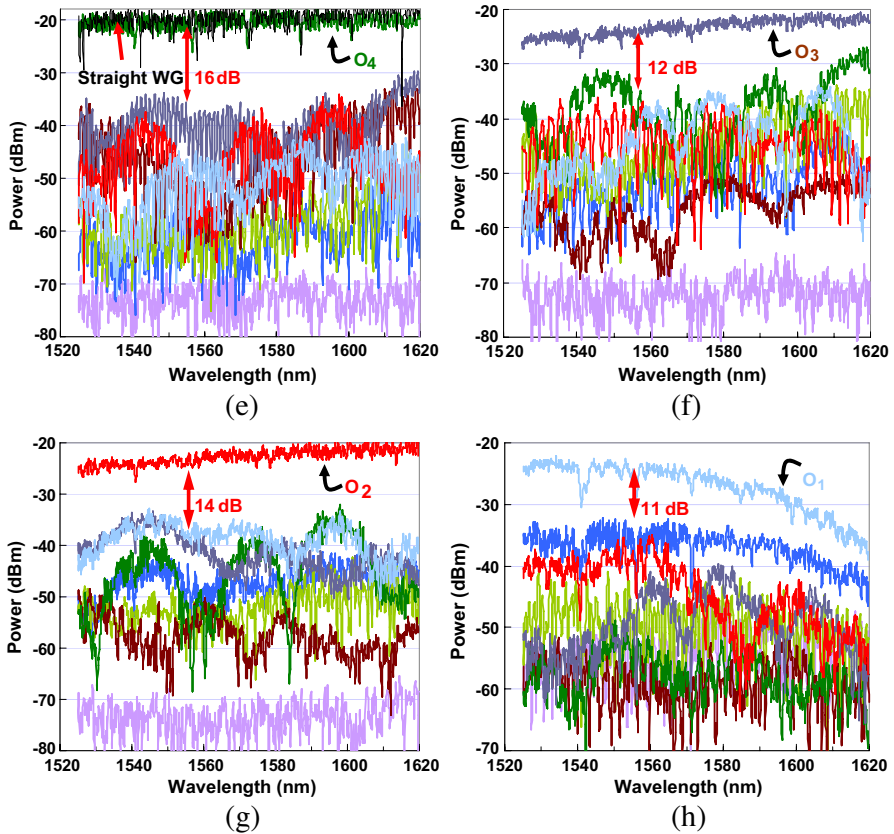 -10
-20
-30
-40
-50
-60
-70
-80
Power (dBm)
Straight WG
16 dB
O4
1520
1540
1560
1580
1600
1620
Wavelength (nm)
(e)
-20
-30
-40
-50
-60
-70
-80
Power (dBm)
12 dB
O3
1520
1540
1560
1580
1600
1620
Wavelength (nm)
(f)
-20
-30
-40
-50
-60
-70
-80
Power (dBm)
14 dB
O2
1520
1540
1560
1580
1600
1620
Wavelength (nm)
(g)
-20
-30
-40
-50
-60
-70
Power (dBm)
11 dB
O1
1520
1540
1560
1580
1600
1620
Wavelength (nm)
(h)